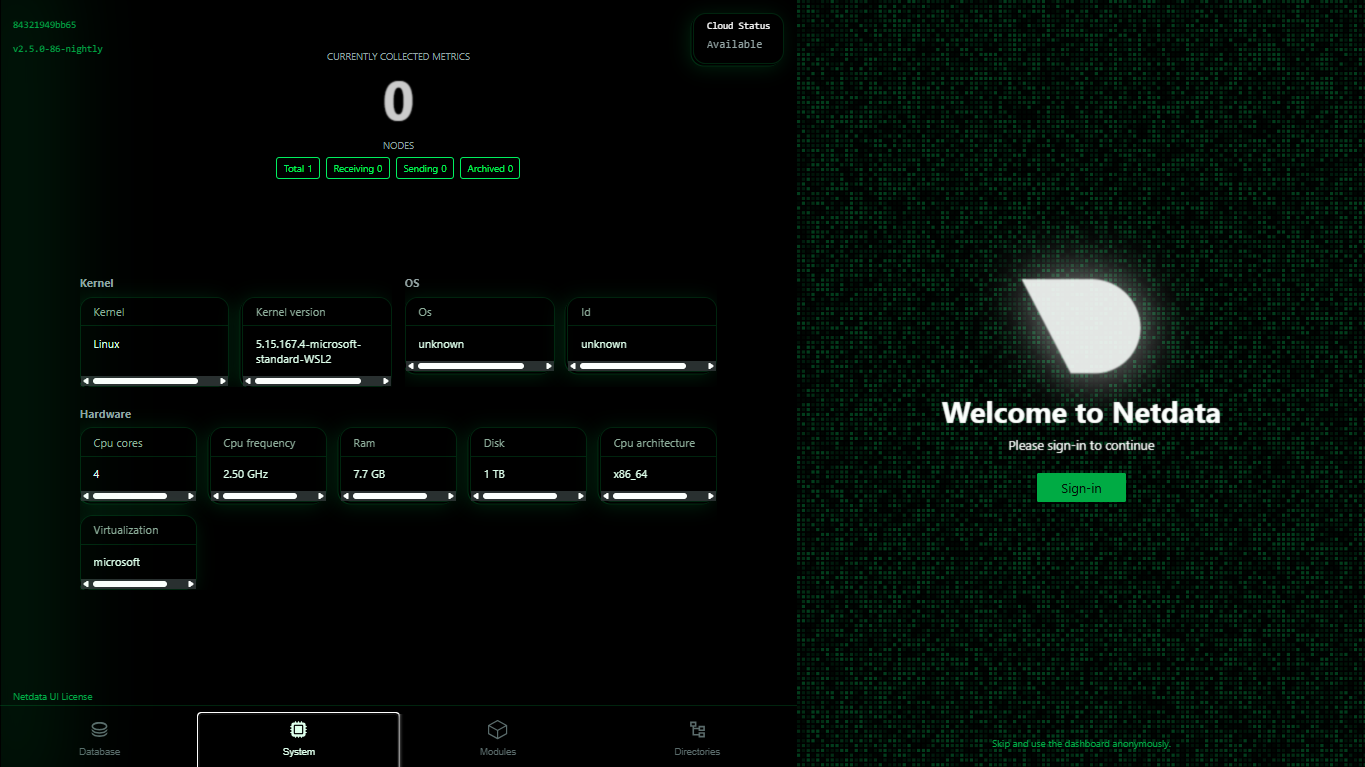 84321949bb65
v2.5.0-86-nightly
Cloud Status
Available
CURRENTLY COLLECTED METRICS
0
NODES
Total 1
Receiving 0
Sending 0
Archived 0
Kernel
OS
Kernel
Linux
Kernel version
5.15.167.4-microsoft-
standard-WSL2
Os
unknown
Id
unknown
Hardware
Cpu cores
4
Cpu frequency
2.50 GHz
Ram
7.7 GB
Disk
1 TB
Cpu architecture
x86_64
Virtualization
microsoft
Netdata UI License
Database
System
Modules
Directories
Welcome to Netdata
Please sign-in to continue
Sign-in
Skip and use the dashboard anonymously.